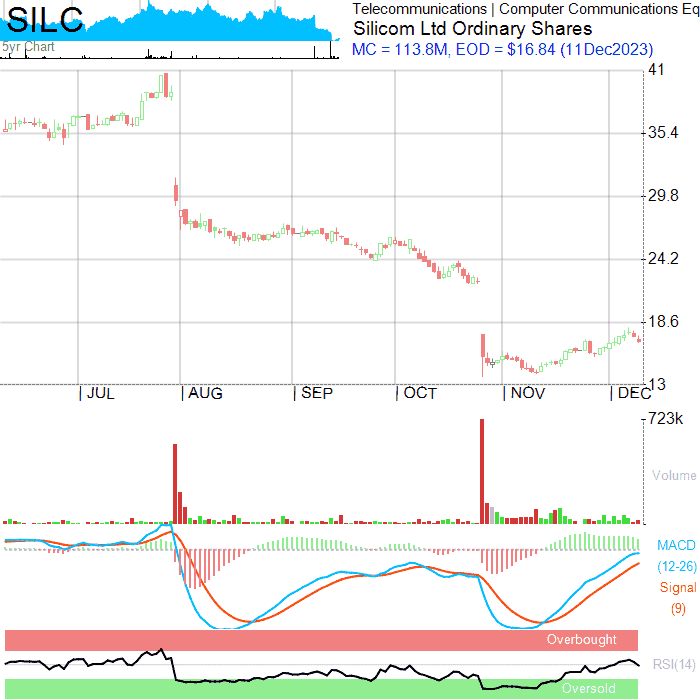 SILC
5yr Chart
Telecommunications | Computer Communications Eq
Silicom Ltd Ordinary Shares
MC = 113.8M, EOD = $16.84 (11Dec2023)
41
35.4
29.8
24.2
18.6
13
JUL
AUG
SEP
OCT
NOV
DEC
723k
Volume
MACD
(12-26)
Signal
(9)
Overbought
RSI(14)
Oversold